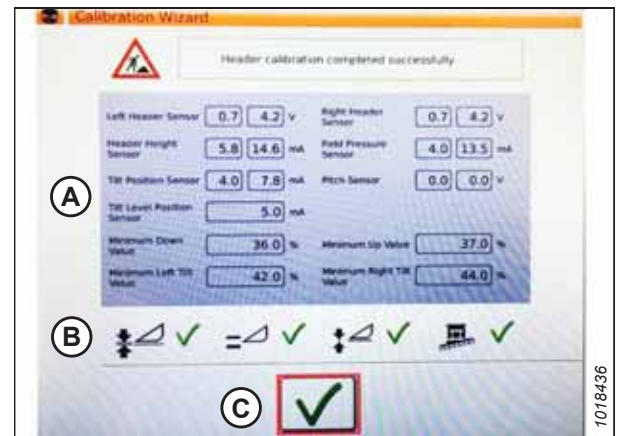 Calibration Wizard
Header calibration completed successfully
Left Header Sensor 0.7 4.2 v Right Header Sensor 0.7 4.2 v
Header Height Sensor 5.8 14.6 mA Field Pressure Sensor 4.0 13.5 mA
Tilt Position Sensor 4.0 7.8 mA Pitch Sensor 0.0 0.0 v
Tilt Level Position Sensor 5.0 mA
Minimum Down Value 36.0 % Minimum Up Value 37.0 %
Minimum Left Tilt Value 42.0 % Minimum Right Tilt Value 44.0 %
A
B
C
1018436